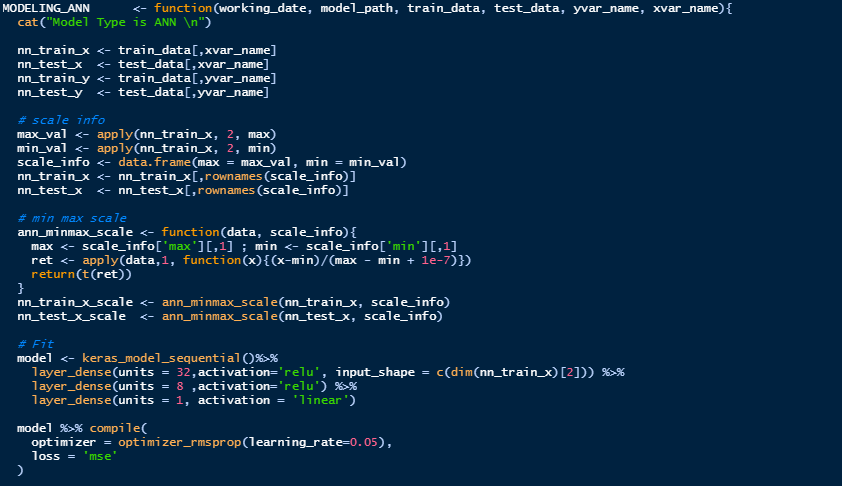 MODELING_ANN      <- function(working_date, model_path, train_data, test_data, yvar_name, xvar_name){
  cat("Model Type is ANN \n")
  nn_train_x <- train_data[,xvar_name]
  nn_test_x  <- test_data[,xvar_name]
  nn_train_y <- train_data[,yvar_name]
  nn_test_y  <- test_data[,yvar_name]
  # scale info
  max_val <- apply(nn_train_x, 2, max)
  min_val <- apply(nn_train_x, 2, min)
  scale_info <- data.frame(max = max_val, min = min_val)
  nn_train_x <- nn_train_x[,rownames(scale_info)]
  nn_test_x  <- nn_test_x[,rownames(scale_info)]
  # min max scale
  ann_minmax_scale <- function(data, scale_info){
    max <- scale_info['max'][,1] ; min <- scale_info['min'][,1]
    ret <- apply(data,1, function(x){(x-min)/(max - min + 1e-7)})
    return(t(ret))
  }
  nn_train_x_scale <- ann_minmax_scale(nn_train_x, scale_info)
  nn_test_x_scale  <- ann_minmax_scale(nn_test_x, scale_info)
  # Fit
  model <- keras_model_sequential()%>%
    layer_dense(units = 32,activation='relu', input_shape = c(dim(nn_train_x)[2])) %>%
    layer_dense(units = 8 ,activation='relu') %>%
    layer_dense(units = 1, activation = 'linear')
  model %>% compile(
    optimizer = optimizer_rmsprop(learning_rate=0.05),
    loss = 'mse'
  )